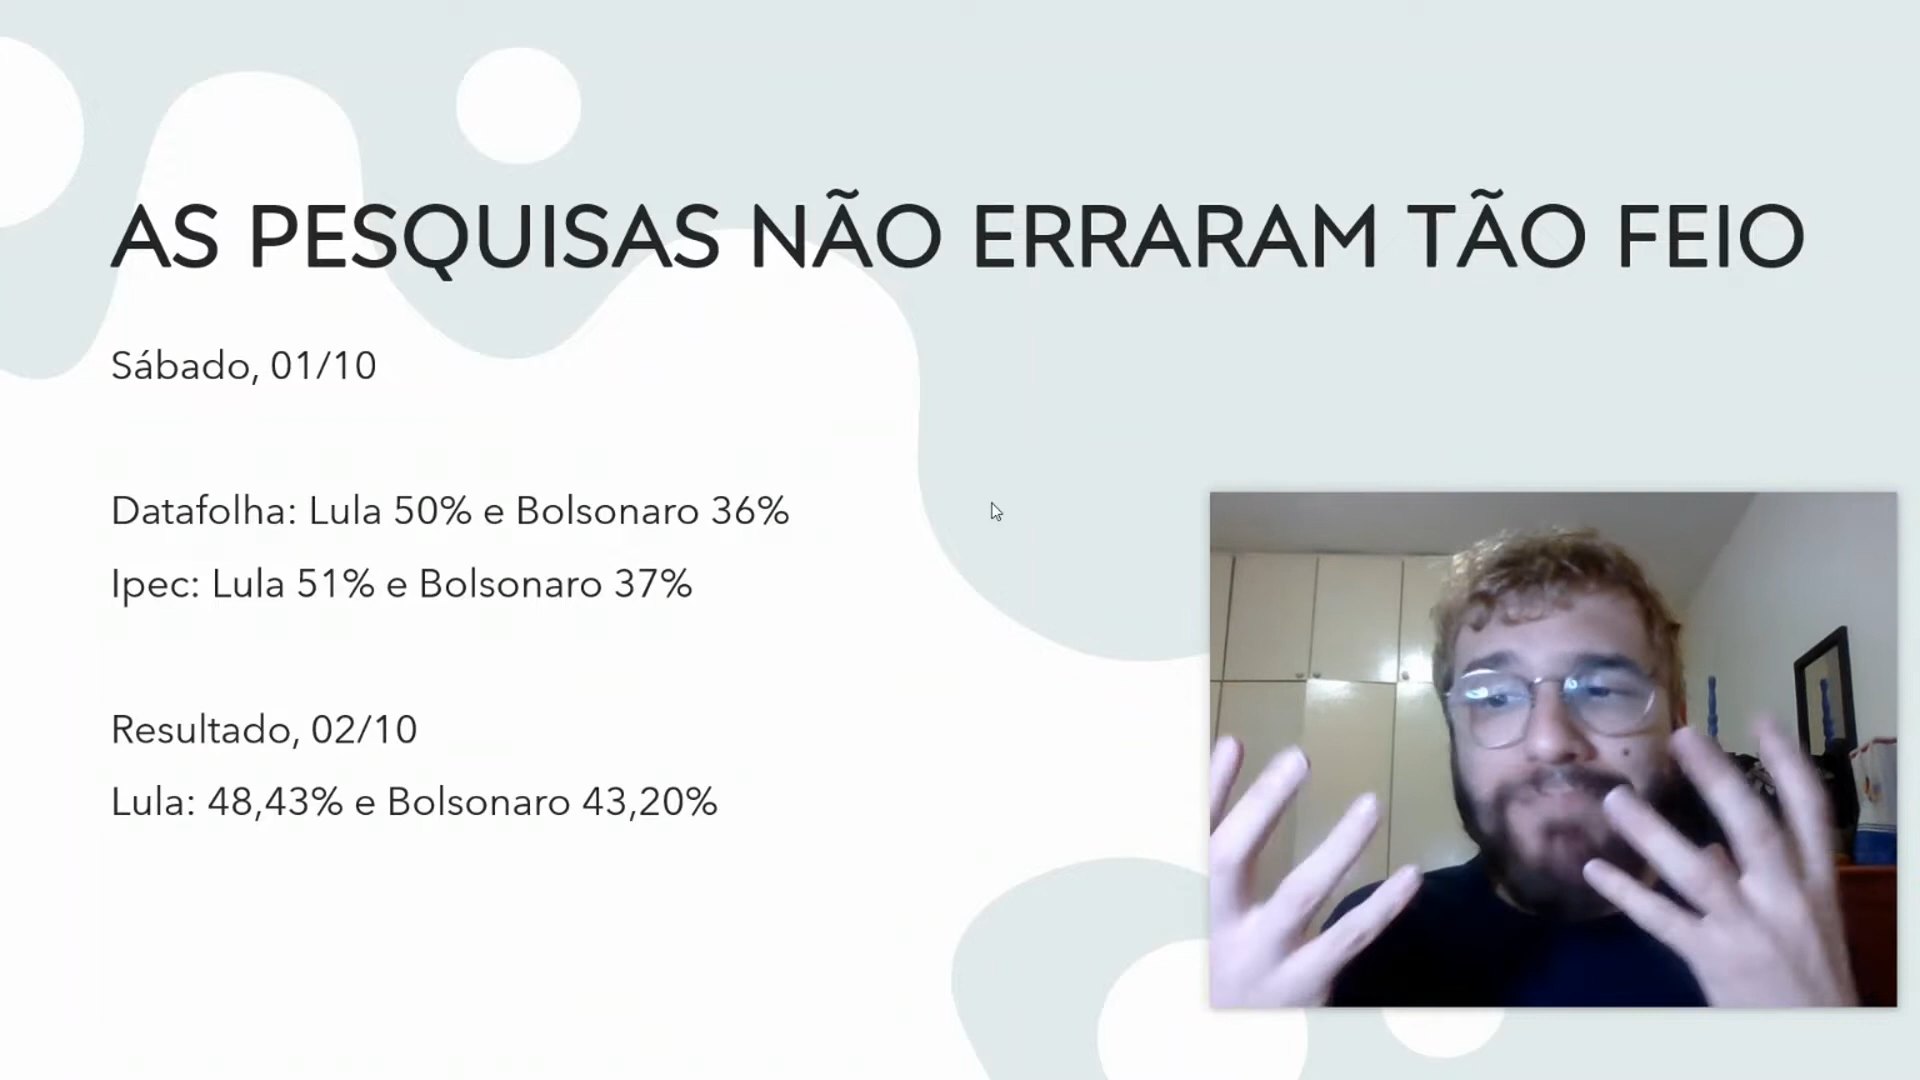 AS PESQUISAS NÃO ERRARAM TÃO FEIO
Sábado, 01/10
Datafolha: Lula 50% e Bolsonaro 36%
Ipec: Lula 51% e Bolsonaro 37%
Resultado, 02/10
Lula: 48,43% e Bolsonaro 43,20%